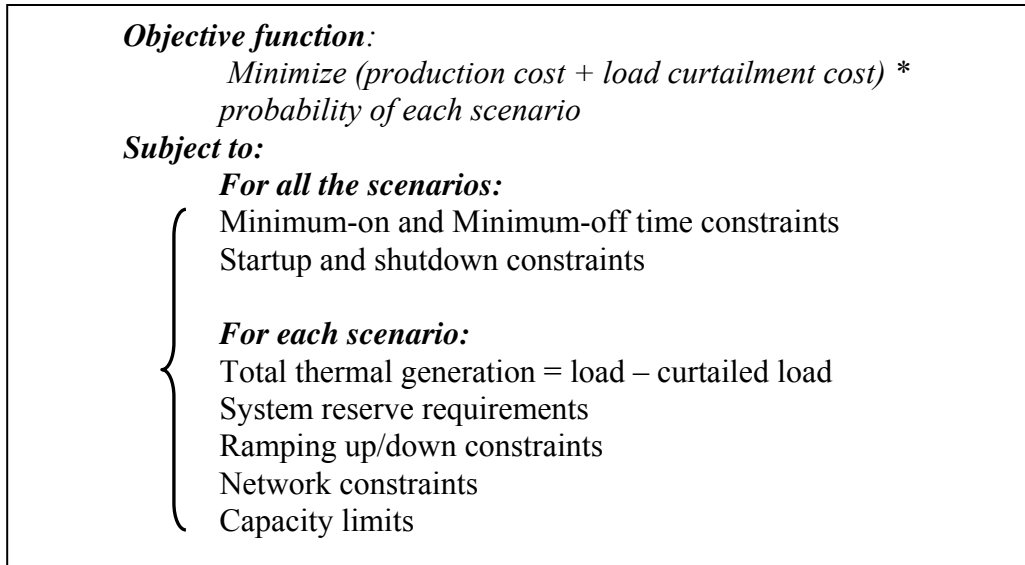 Objective function:
Minimize (production cost + load curtailment cost) *
probability of each scenario
Subject to:
For all the scenarios:
Minimum-on and Minimum-off time constraints
Startup and shutdown constraints
For each scenario:
Total thermal generation = load – curtailed load
System reserve requirements
Ramping up/down constraints
Network constraints
Capacity limits